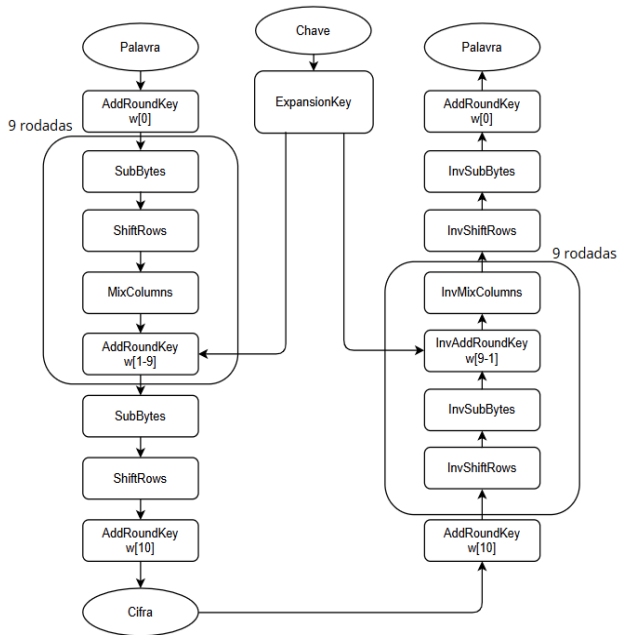 Palavra
AddRoundKey
w[0]
9 rodadas
SubBytes
ShiftRows
MixColumns
AddRoundKey
w[1-9]
SubBytes
ShiftRows
AddRoundKey
w[10]
Cifra
Chave
ExpansionKey
Palavra
AddRoundKey
w[0]
InvSubBytes
InvShiftRows
9 rodadas
InvMixColumns
InvAddRoundKey
w[9-1]
InvSubBytes
InvShiftRows
AddRoundKey
w[10]